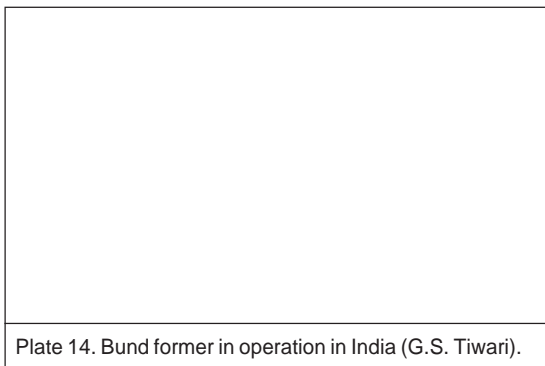 Plate 14. Bund former in operation in India (G.S. Tiwari).